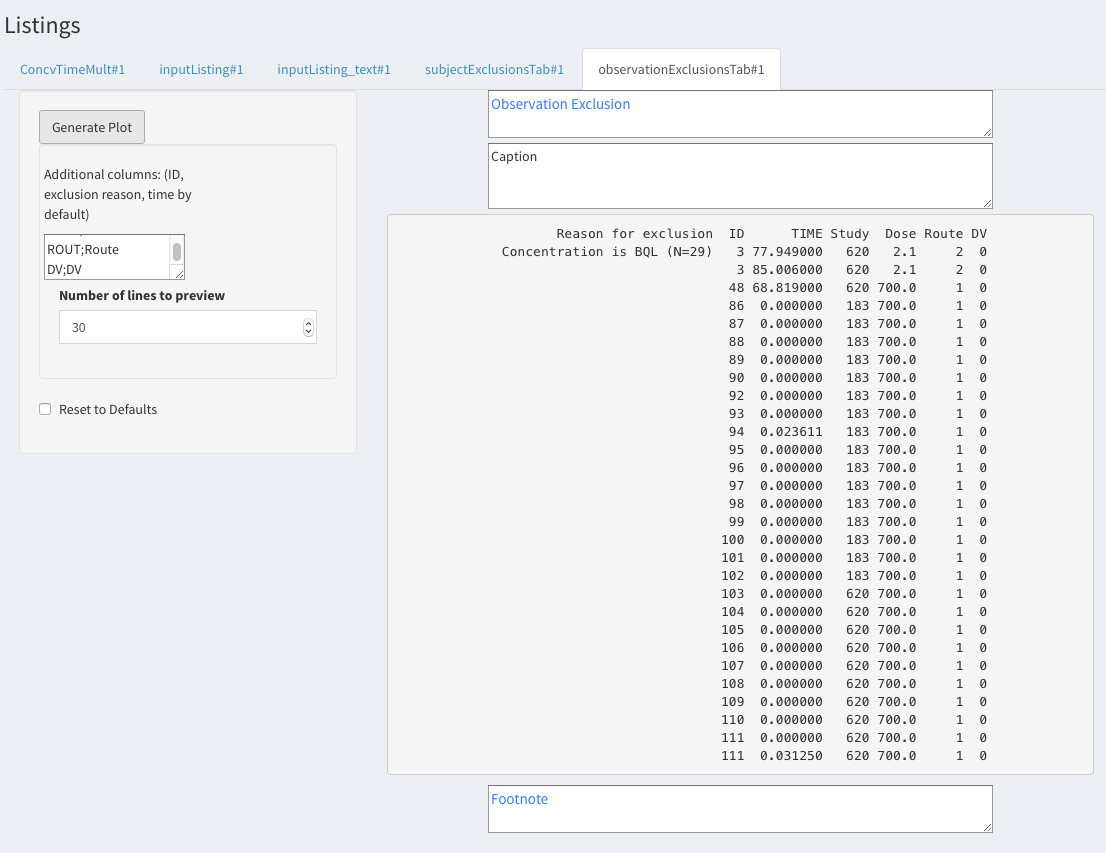 Listings
ConcvTimeMult#1 inputListing#1 inputListing_text#1 subjectExclusionsTab#1 observationExclusionsTab#1
Generate Plot
Additional columns: (ID,
exclusion reason, time by
default)
ROUT;Route
DV;DV
Number of lines to preview
30
Reset to Defaults
Observation Exclusion
Caption
Reason for exclusion ID TIME Study Dose Route DV
Concentration is BQL (N=29) 3 77.949000 620 2.1 2 0
3 85.006000 620 2.1 2 0
48 68.819000 620 700.0 1 0
86 0.000000 183 700.0 1 0
87 0.000000 183 700.0 1 0
88 0.000000 183 700.0 1 0
89 0.000000 183 700.0 1 0
90 0.000000 183 700.0 1 0
92 0.000000 183 700.0 1 0
93 0.000000 183 700.0 1 0
94 0.023611 183 700.0 1 0
95 0.000000 183 700.0 1 0
96 0.000000 183 700.0 1 0
97 0.000000 183 700.0 1 0
98 0.000000 183 700.0 1 0
99 0.000000 183 700.0 1 0
100 0.000000 183 700.0 1 0
101 0.000000 183 700.0 1 0
102 0.000000 183 700.0 1 0
103 0.000000 620 700.0 1 0
104 0.000000 620 700.0 1 0
105 0.000000 620 700.0 1 0
106 0.000000 620 700.0 1 0
107 0.000000 620 700.0 1 0
108 0.000000 620 700.0 1 0
109 0.000000 620 700.0 1 0
110 0.000000 620 700.0 1 0
111 0.000000 620 700.0 1 0
111 0.031250 620 700.0 1 0
Footnote